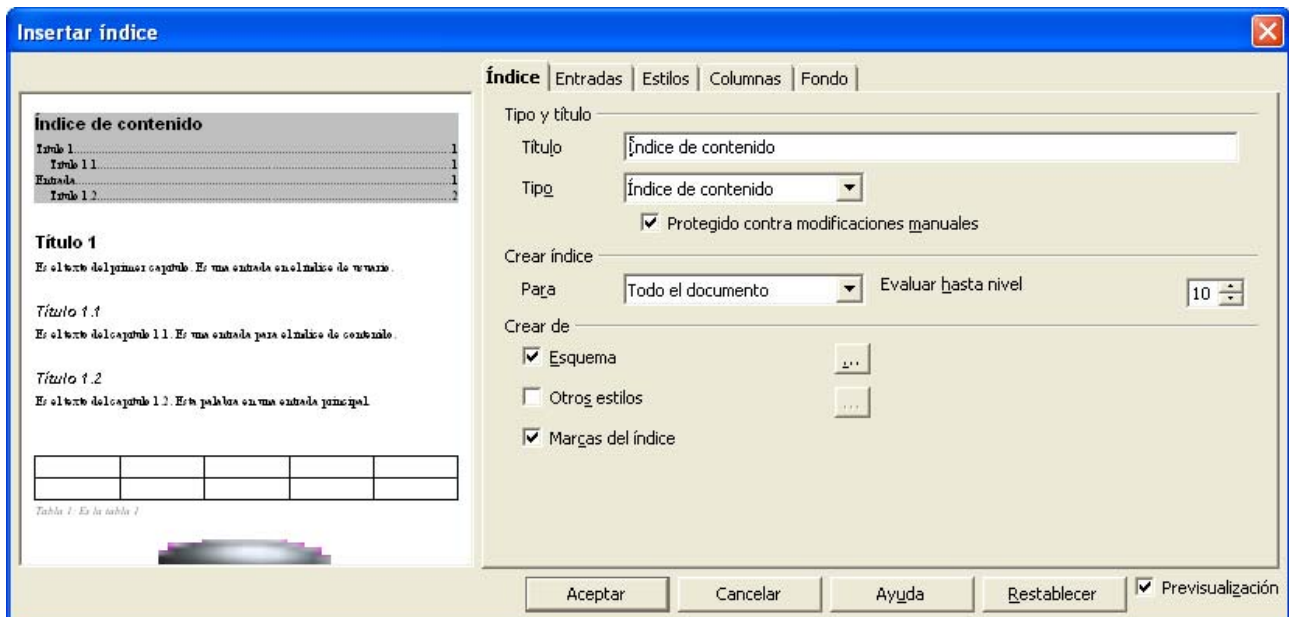 Insertar índice
Índice de contenido
Título 1 1
Título 1.1 1
Entrada 1
Título 1.2 2
Título 1
Es el texto del primer capítulo. Es una entrada en el índice de usuario.
Título 1.1
Es el texto del capítulo 1.1. Es una entrada para el índice de contenido.
Título 1.2
Es el texto del capítulo 1.2. Esta palabra en una entrada principal.
Tabla 1: Es la tabla 1
Índice Entradas Estilos Columnas Fondo
Tipo y título
Título Índice de contenido
Tipo Índice de contenido
Protegido contra modificaciones manuales
Crear índice
Para Todo el documento Evaluar hasta nivel 10
Crear de
Esquema ...
Otros estilos ...
Marcas del índice
Aceptar Cancelar Ayuda Restablecer Previsualización